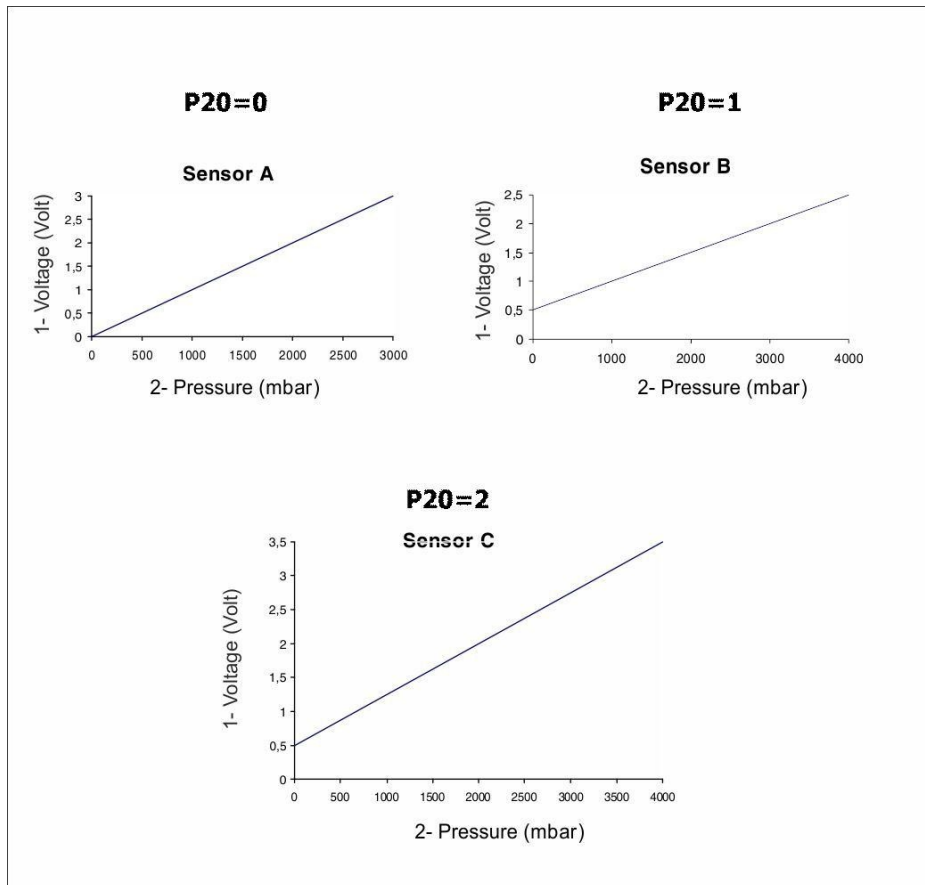 P20=0
Sensor A
1- Voltage (Volt)
3
2,5
2
1,5
1
0,5
0
0 500 1000 1500 2000 2500 3000
2- Pressure (mbar)
P20=1
Sensor B
1- Voltage (Volt)
2,5
2
1,5
1
0,5
0
0 1000 2000 3000 4000
2- Pressure (mbar)
P20=2
Sensor C
1- Voltage (Volt)
3,5
3
2,5
2
1,5
1
0,5
0
0 500 1000 1500 2000 2500 3000 3500 4000
2- Pressure (mbar)